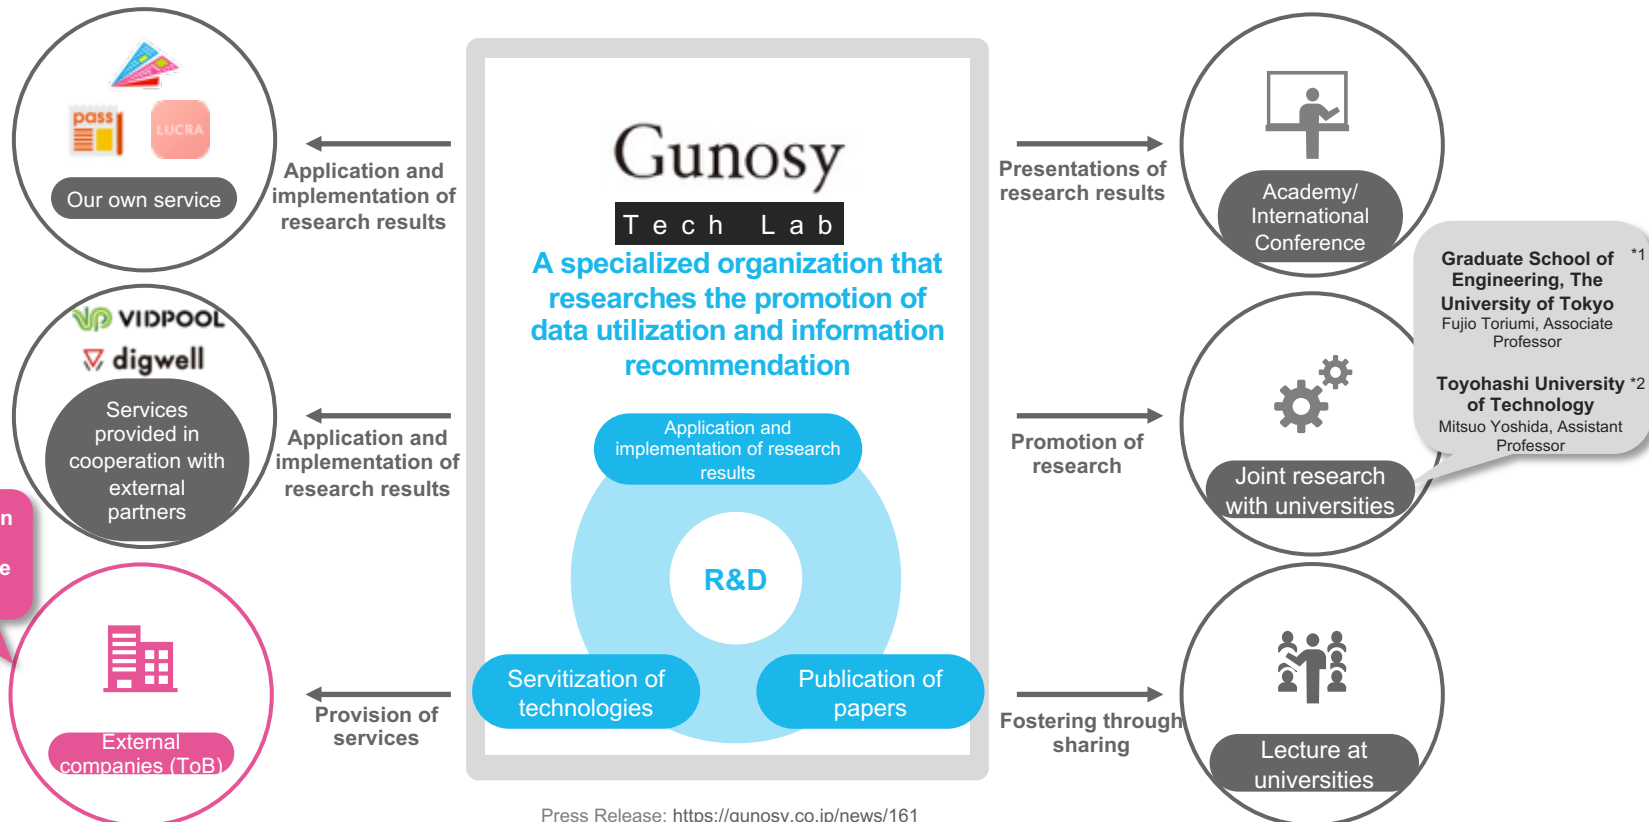 pass
LUCRA
Our own service
Application and
implementation of
research results
VIDPOOL
digwell
Services
provided in
cooperation with
external
partners
Application and
implementation of
research results
External
companies (ToB)
Provision of
services
Gunosy
Tech Lab
A specialized organization that
researches the promotion of
data utilization and information
recommendation
Application and
implementation of research
results
R&D
Servitization of
technologies
Publication of
papers
Presentations of
research results
Academy/
International
Conference
Promotion of
research
Joint research
with universities
Graduate School of *1
Engineering, The
University of Tokyo
Fujio Toriumi, Associate
Professor
Toyohashi University *2
of Technology
Mitsuo Yoshida, Assistant
Professor
Fostering through
sharing
Lecture at
universities
Press Release: https://gunosy.co.jp/news/161